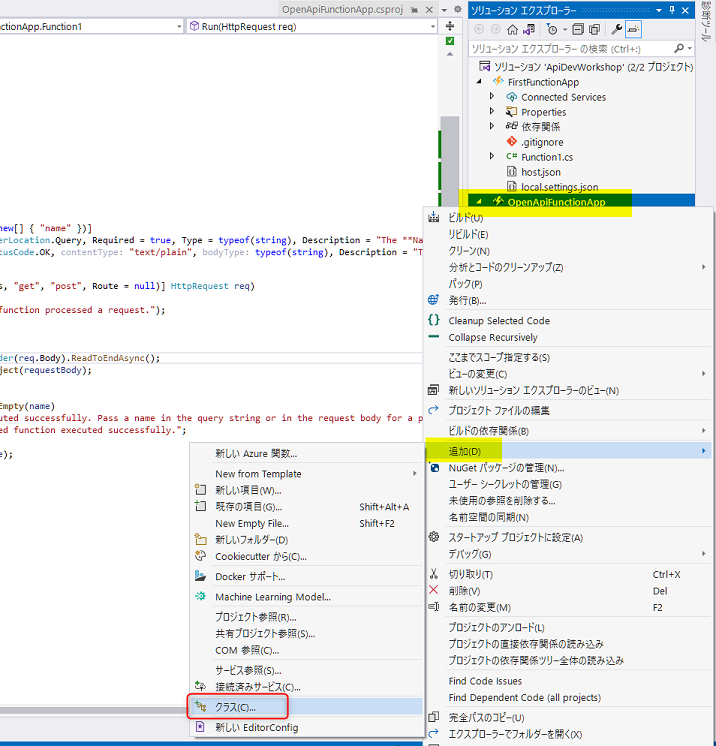 OpenApiFunctionApp.csproj
nctionApp.Function1
Run(HttpRequest req)
new[] { "name" })]
erLocation.Query, Required = true, Type = typeof(string), Description = "The **Na
tusCode.OK, contentType: "text/plain", bodyType: typeof(string), Description = "T
s, "get", "post", Route = null)] HttpRequest req)
function processed a request.");
der(req.Body).ReadToEndAsync();
ject(requestBody);
Empty(name)
uted successfully. Pass a name in the query string or in the request body for a p
ed function executed successfully.";
e);
ソリューション エクスプローラー
ソリューション エクスプローラー の検索 (Ctrl+:)
ソリューション 'ApiDevWorkshop' (2/2 プロジェクト)
FirstFunctionApp
Connected Services
Properties
依存関係
.gitignore
C# Function1.cs
host.json
local.settings.json
OpenApiFunctionApp
診断ツール
ビルド(U)
リビルド(E)
クリーン(N)
分析とコードのクリーンアップ(Z)
パック(P)
発行(B)...
Cleanup Selected Code
Collapse Recursively
ここまでスコープ指定する(S)
ビューの変更(C)
新しいソリューション エクスプローラーのビュー(N)
プロジェクト ファイルの編集
ビルドの依存関係(B)
追加(D)
NuGet パッケージの管理(N)...
ユーザー シークレットの管理(G)
未使用の参照を削除する...
名前空間の同期(N)
スタートアップ プロジェクトに設定(A)
デバッグ(G)
切り取り(T) Ctrl+X
削除(V) Del
名前の変更(M) F2
プロジェクトのアンロード(L)
プロジェクトの直接依存関係の読み込み
プロジェクトの依存関係ツリー全体の読み込み
Find Code Issues
Find Dependent Code (all projects)
完全パスのコピー(U)
エクスプローラーでフォルダーを開く(X)
新しい Azure 関数...
New from Template
新しい項目(W)...
既存の項目(G)... Shift+Alt+A
New Empty File... Shift+F2
新しいフォルダー(D)
Cookiecutter から(C)...
Docker サポート...
Machine Learning Model...
プロジェクト参照(R)...
共有プロジェクト参照(S)...
COM 参照(C)...
サービス参照(S)...
接続済みサービス(C)...
クラス(C)...
新しい EditorConfig